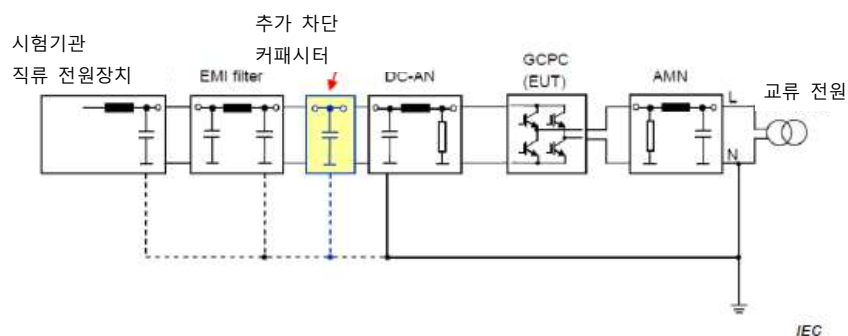 시험기관
직류 전원장치
EMI filter
추가 차단
커패시터
DC-AN
GCPC
(EUT)
AMN
L
N
교류 전원
IEC